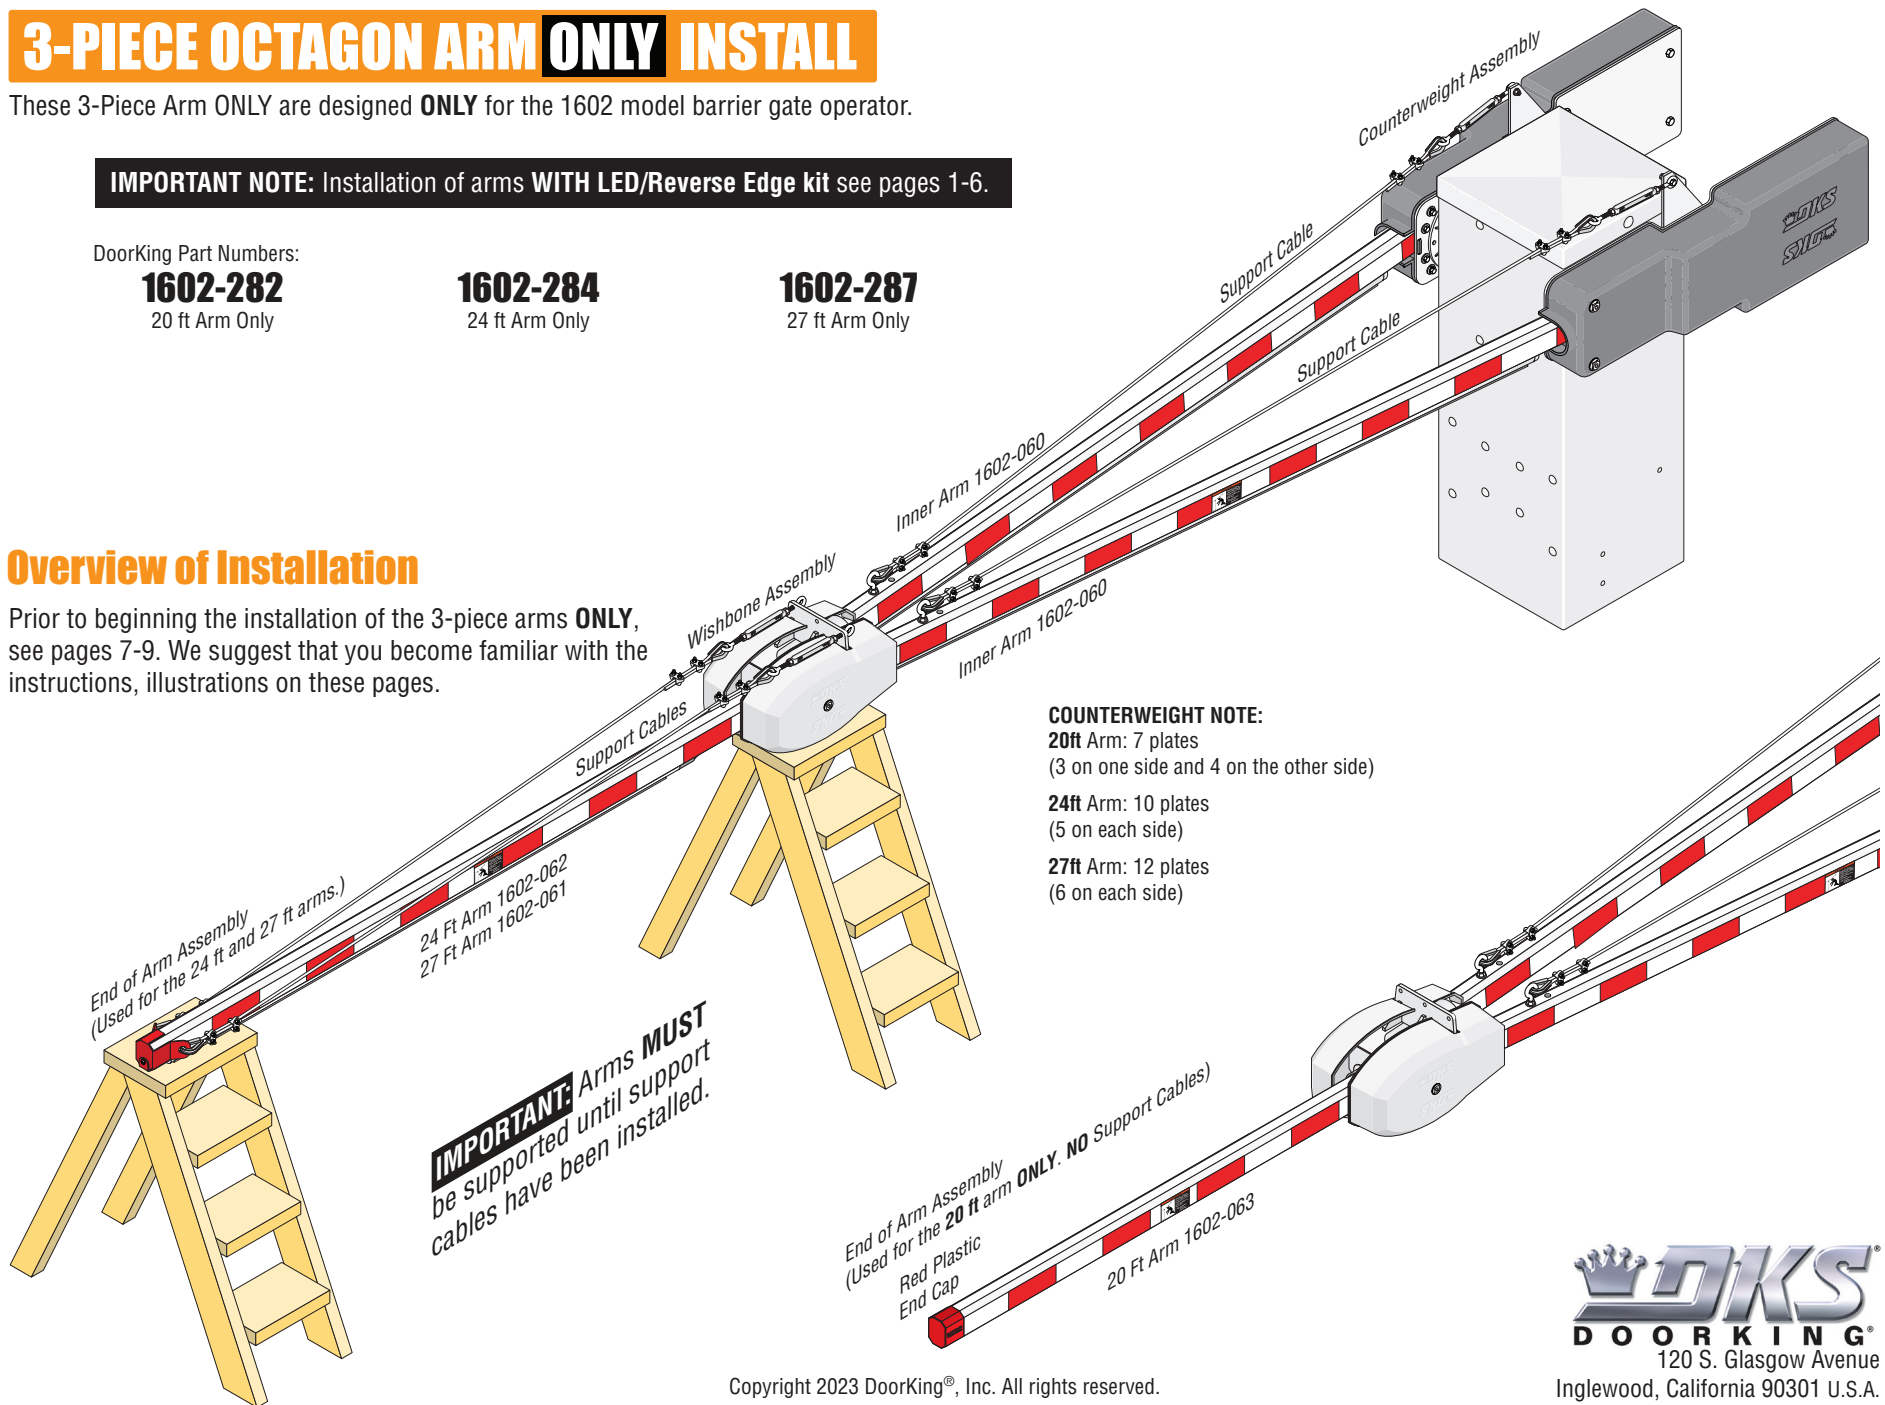 3-PIECE OCTAGON ARM ONLY INSTALL
These 3-Piece Arm ONLY are designed ONLY for the 1602 model barrier gate operator.
IMPORTANT NOTE: Installation of arms WITH LED/Reverse Edge kit see pages 1-6.
DoorKing Part Numbers:
1602-282
20 ft Arm Only
1602-284
24 ft Arm Only
1602-287
27 ft Arm Only
Counterweight Assembly
Support Cable
Support Cable
DKS
DKS
Inner Arm 1602-060
Inner Arm 1602-060
Overview of Installation
Prior to beginning the installation of the 3-piece arms ONLY,
see pages 7-9. We suggest that you become familiar with the
instructions, illustrations on these pages.
Wishbone Assembly
Support Cables
DKS
DKS
End of Arm Assembly
(Used for the 24 ft and 27 ft arms.)
24 Ft Arm 1602-062
27 Ft Arm 1602-061
COUNTERWEIGHT NOTE:
20ft Arm: 7 plates
(3 on one side and 4 on the other side)
24ft Arm: 10 plates
(5 on each side)
27ft Arm: 12 plates
(6 on each side)
IMPORTANT: Arms MUST
be supported until support
cables have been installed.
DKS
DKS
End of Arm Assembly
(Used for the 20 ft arm ONLY. NO Support Cables)
Red Plastic
End Cap
20 Ft Arm 1602-063
DKS®
DOORKING®
120 S. Glasgow Avenue
Inglewood, California 90301 U.S.A.
Copyright 2023 DoorKing®, Inc. All rights reserved.